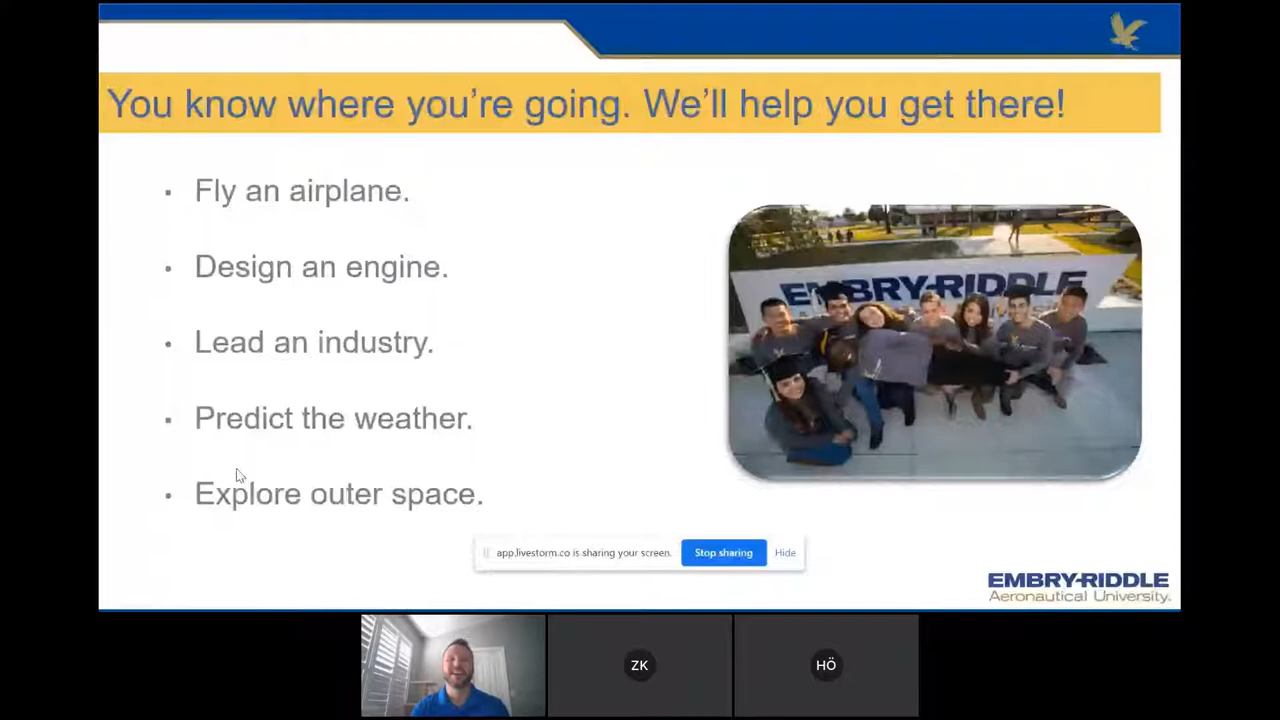 You know where you're going. We'll help you get there!
· Fly an airplane.
· Design an engine.
EMBRY-RIDDLE
· Lead an industry.
· Predict the weather.
· Explore outer space.
app.livestorm.co is sharing your screen. Stop sharing Hide
EMBRY-RIDDLE
Aeronautical University.
ZK HÖ